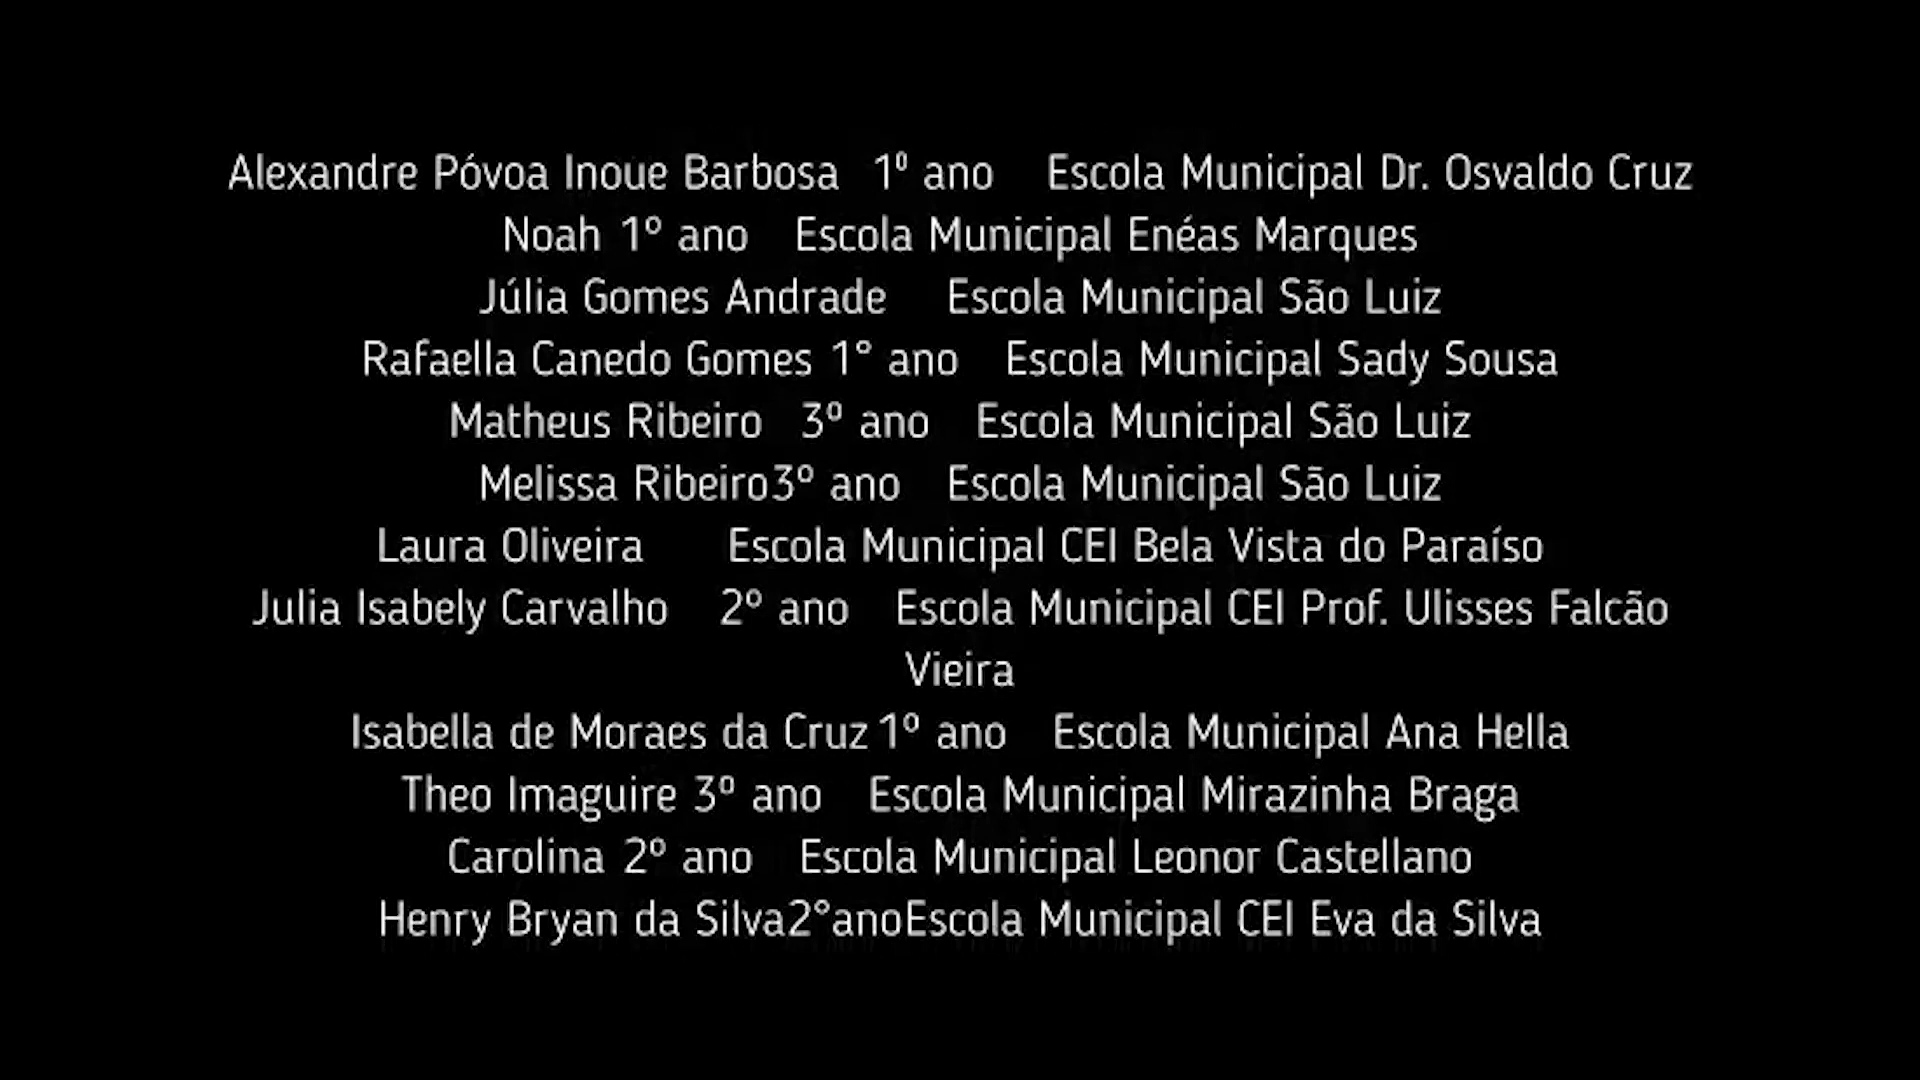 Alexandre Póvoa Inoue Barbosa 1º ano Escola Municipal Dr. Osvaldo Cruz
Noah 1º ano Escola Municipal Enéas Marques
Júlia Gomes Andrade Escola Municipal São Luiz
Rafaella Canedo Gomes 1° ano Escola Municipal Sady Sousa
Matheus Ribeiro 3º ano Escola Municipal São Luiz
Melissa Ribeiro3º ano Escola Municipal São Luiz
Laura Oliveira Escola Municipal CEI Bela Vista do Paraíso
Julia Isabely Carvalho 2º ano Escola Municipal CEI Prof. Ulisses Falcão
Vieira
Isabella de Moraes da Cruz 1º ano Escola Municipal Ana Hella
Theo Imaguire 3º ano Escola Municipal Mirazinha Braga
Carolina 2º ano Escola Municipal Leonor Castellano
Henry Bryan da Silva2°anoEscola Municipal CEI Eva da Silva